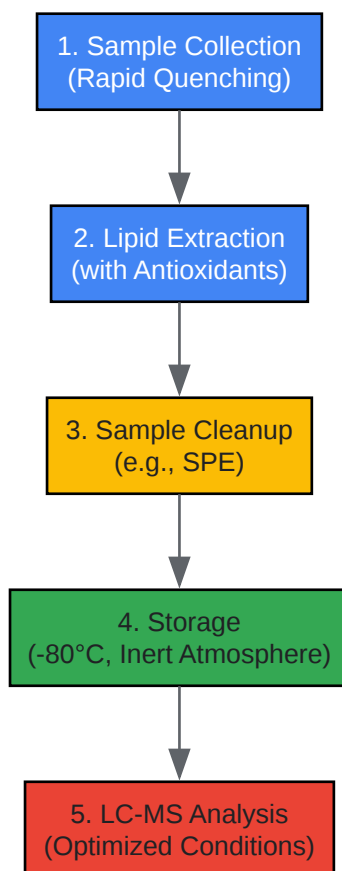 1. Sample Collection
(Rapid Quenching)
2. Lipid Extraction
(with Antioxidants)
3. Sample Cleanup
(e.g., SPE)
4. Storage
(-80°C, Inert Atmosphere)
5. LC-MS Analysis
(Optimized Conditions)